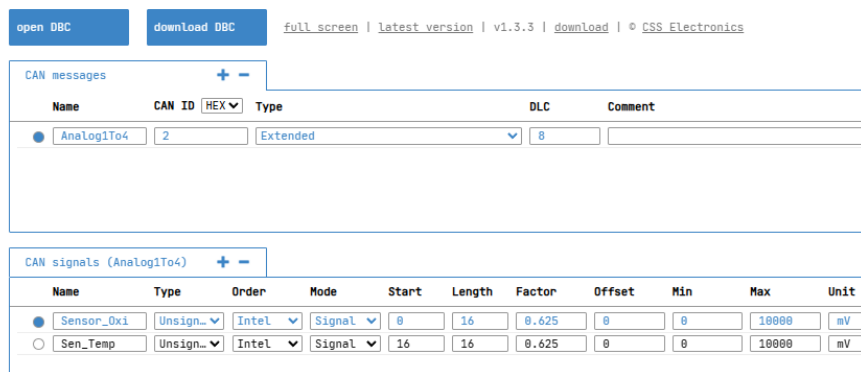 open DBC download DBC full screen | latest version | v1.3.3 | download | © CSS Electronics
CAN messages + −
Name CAN ID HEX Type DLC Comment
Analog1To4 2 Extended 8
CAN signals (Analog1To4) + −
Name Type Order Mode Start Length Factor Offset Min Max Unit
Sensor_Oxi Unsign… Intel Signal 0 16 0.625 0 0 10000 mV
Sen_Temp Unsign… Intel Signal 16 16 0.625 0 0 10000 mV